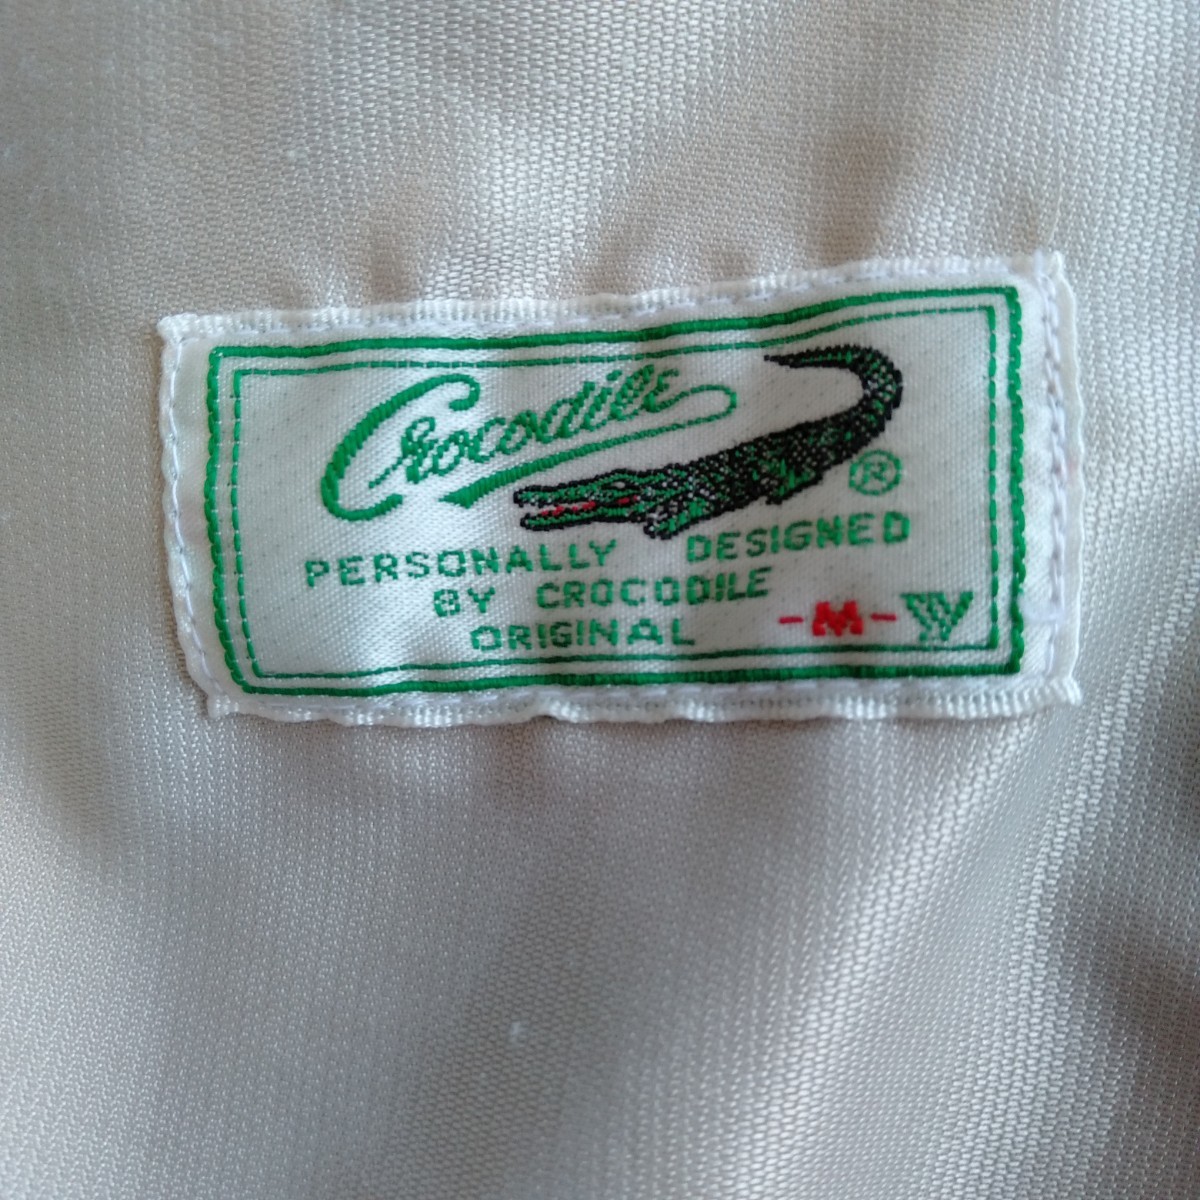 Crocodile ®
PERSONALLY DESIGNED
BY CROCODILE
ORIGINAL -M-